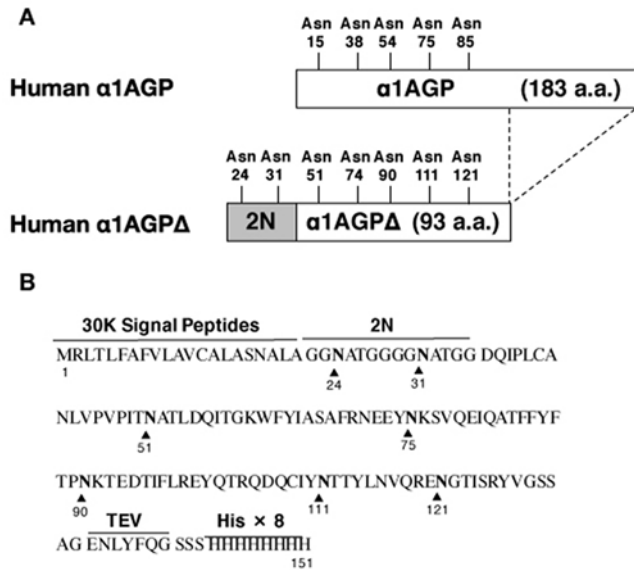 A
Asn Asn Asn Asn Asn
15 38 54 75 85
Human α1AGP
α1AGP (183 a.a.)
Asn Asn Asn Asn Asn Asn Asn
24 31 51 74 90 111 121
Human α1AGPΔ
2N α1AGPΔ (93 a.a.)
B
30K Signal Peptides 2N
MRLTLFAFVLAVCALASNALA GGNATGGGGNATGG DQIPLCA
1 24 31
NLVPVPITNATLDQITGKWFYIASAFRNEEYNKSVQEIQATFFYF
51 75
TPNKTEDTIFLREYQTRQDQCIYNTTYLNVQRENGTISRYVGSS
90 111 121
TEV His × 8
AG ENLYFQG SSSHHHHHHHH
151